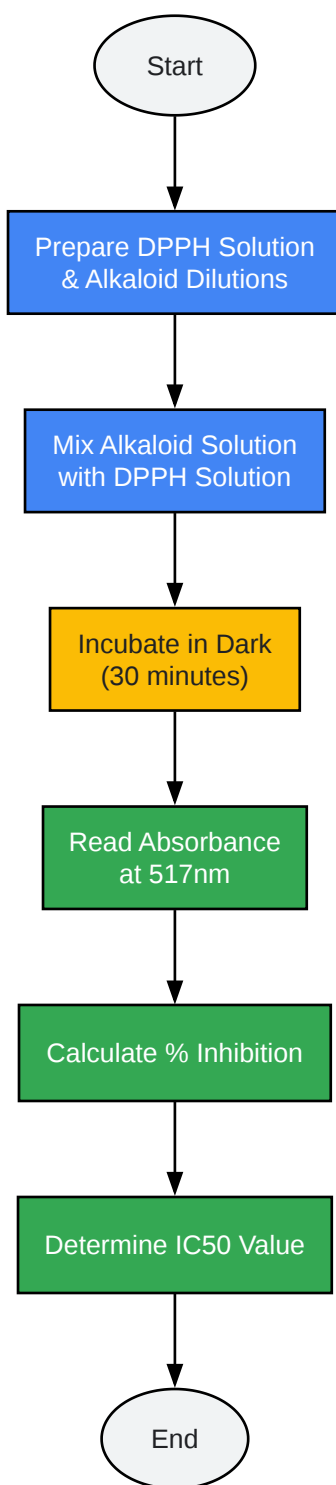 Start
Prepare DPPH Solution
& Alkaloid Dilutions
Mix Alkaloid Solution
with DPPH Solution
Incubate in Dark
(30 minutes)
Read Absorbance
at 517nm
Calculate % Inhibition
Determine IC50 Value
End